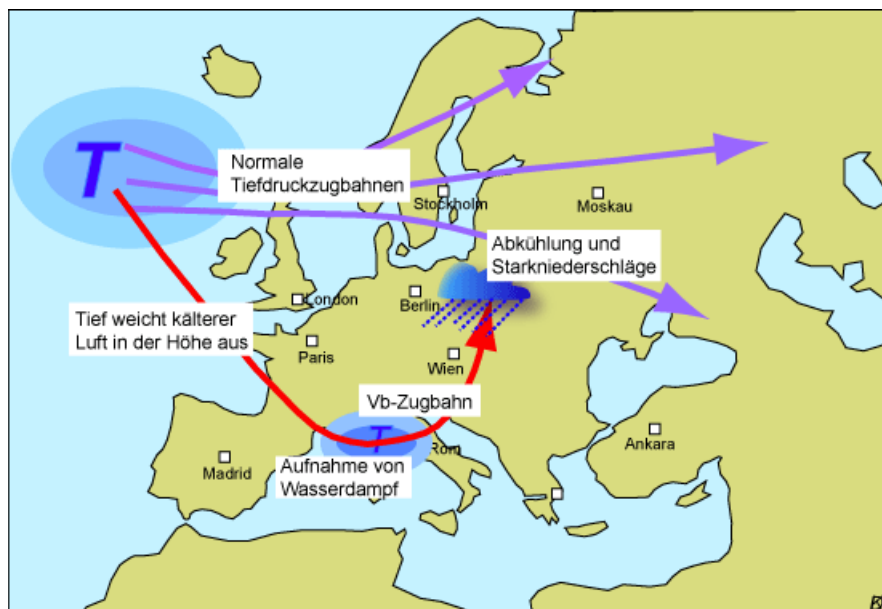 T
Normale
Tiefdruckzugbahnen
Stockholm
Moskau
Abkühlung und
Starkniederschläge
London
Berlin
Tief weicht kälterer
Luft in der Höhe aus
Paris
Wien
Vb-Zugbahn
T
Rom
Ankara
Madrid
Aufnahme von
Wasserdampf